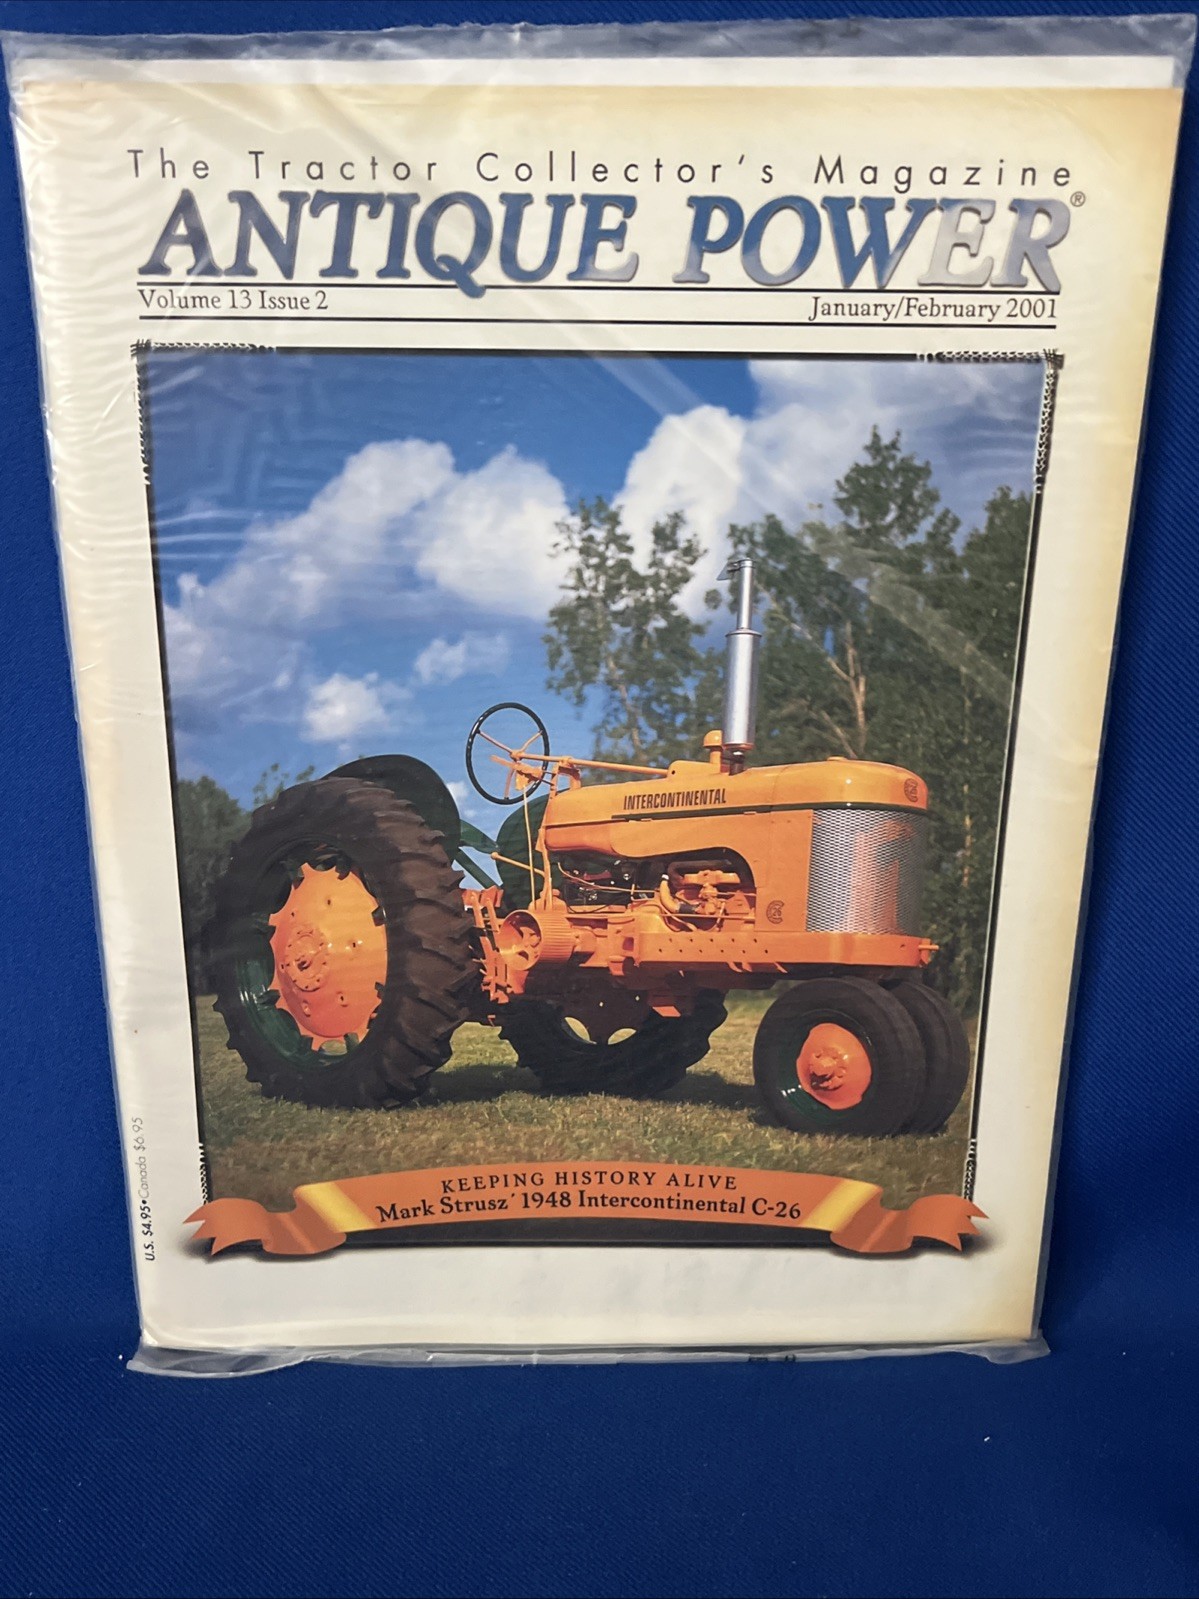 The Tractor Collector's Magazine
ANTIQUE POWER®
Volume 13 Issue 2
January/February 2001
INTERCONTINENTAL
KEEPING HISTORY ALIVE
Mark Strusz' 1948 Intercontinental C-26
U.S. $4.95•Canada $6.95